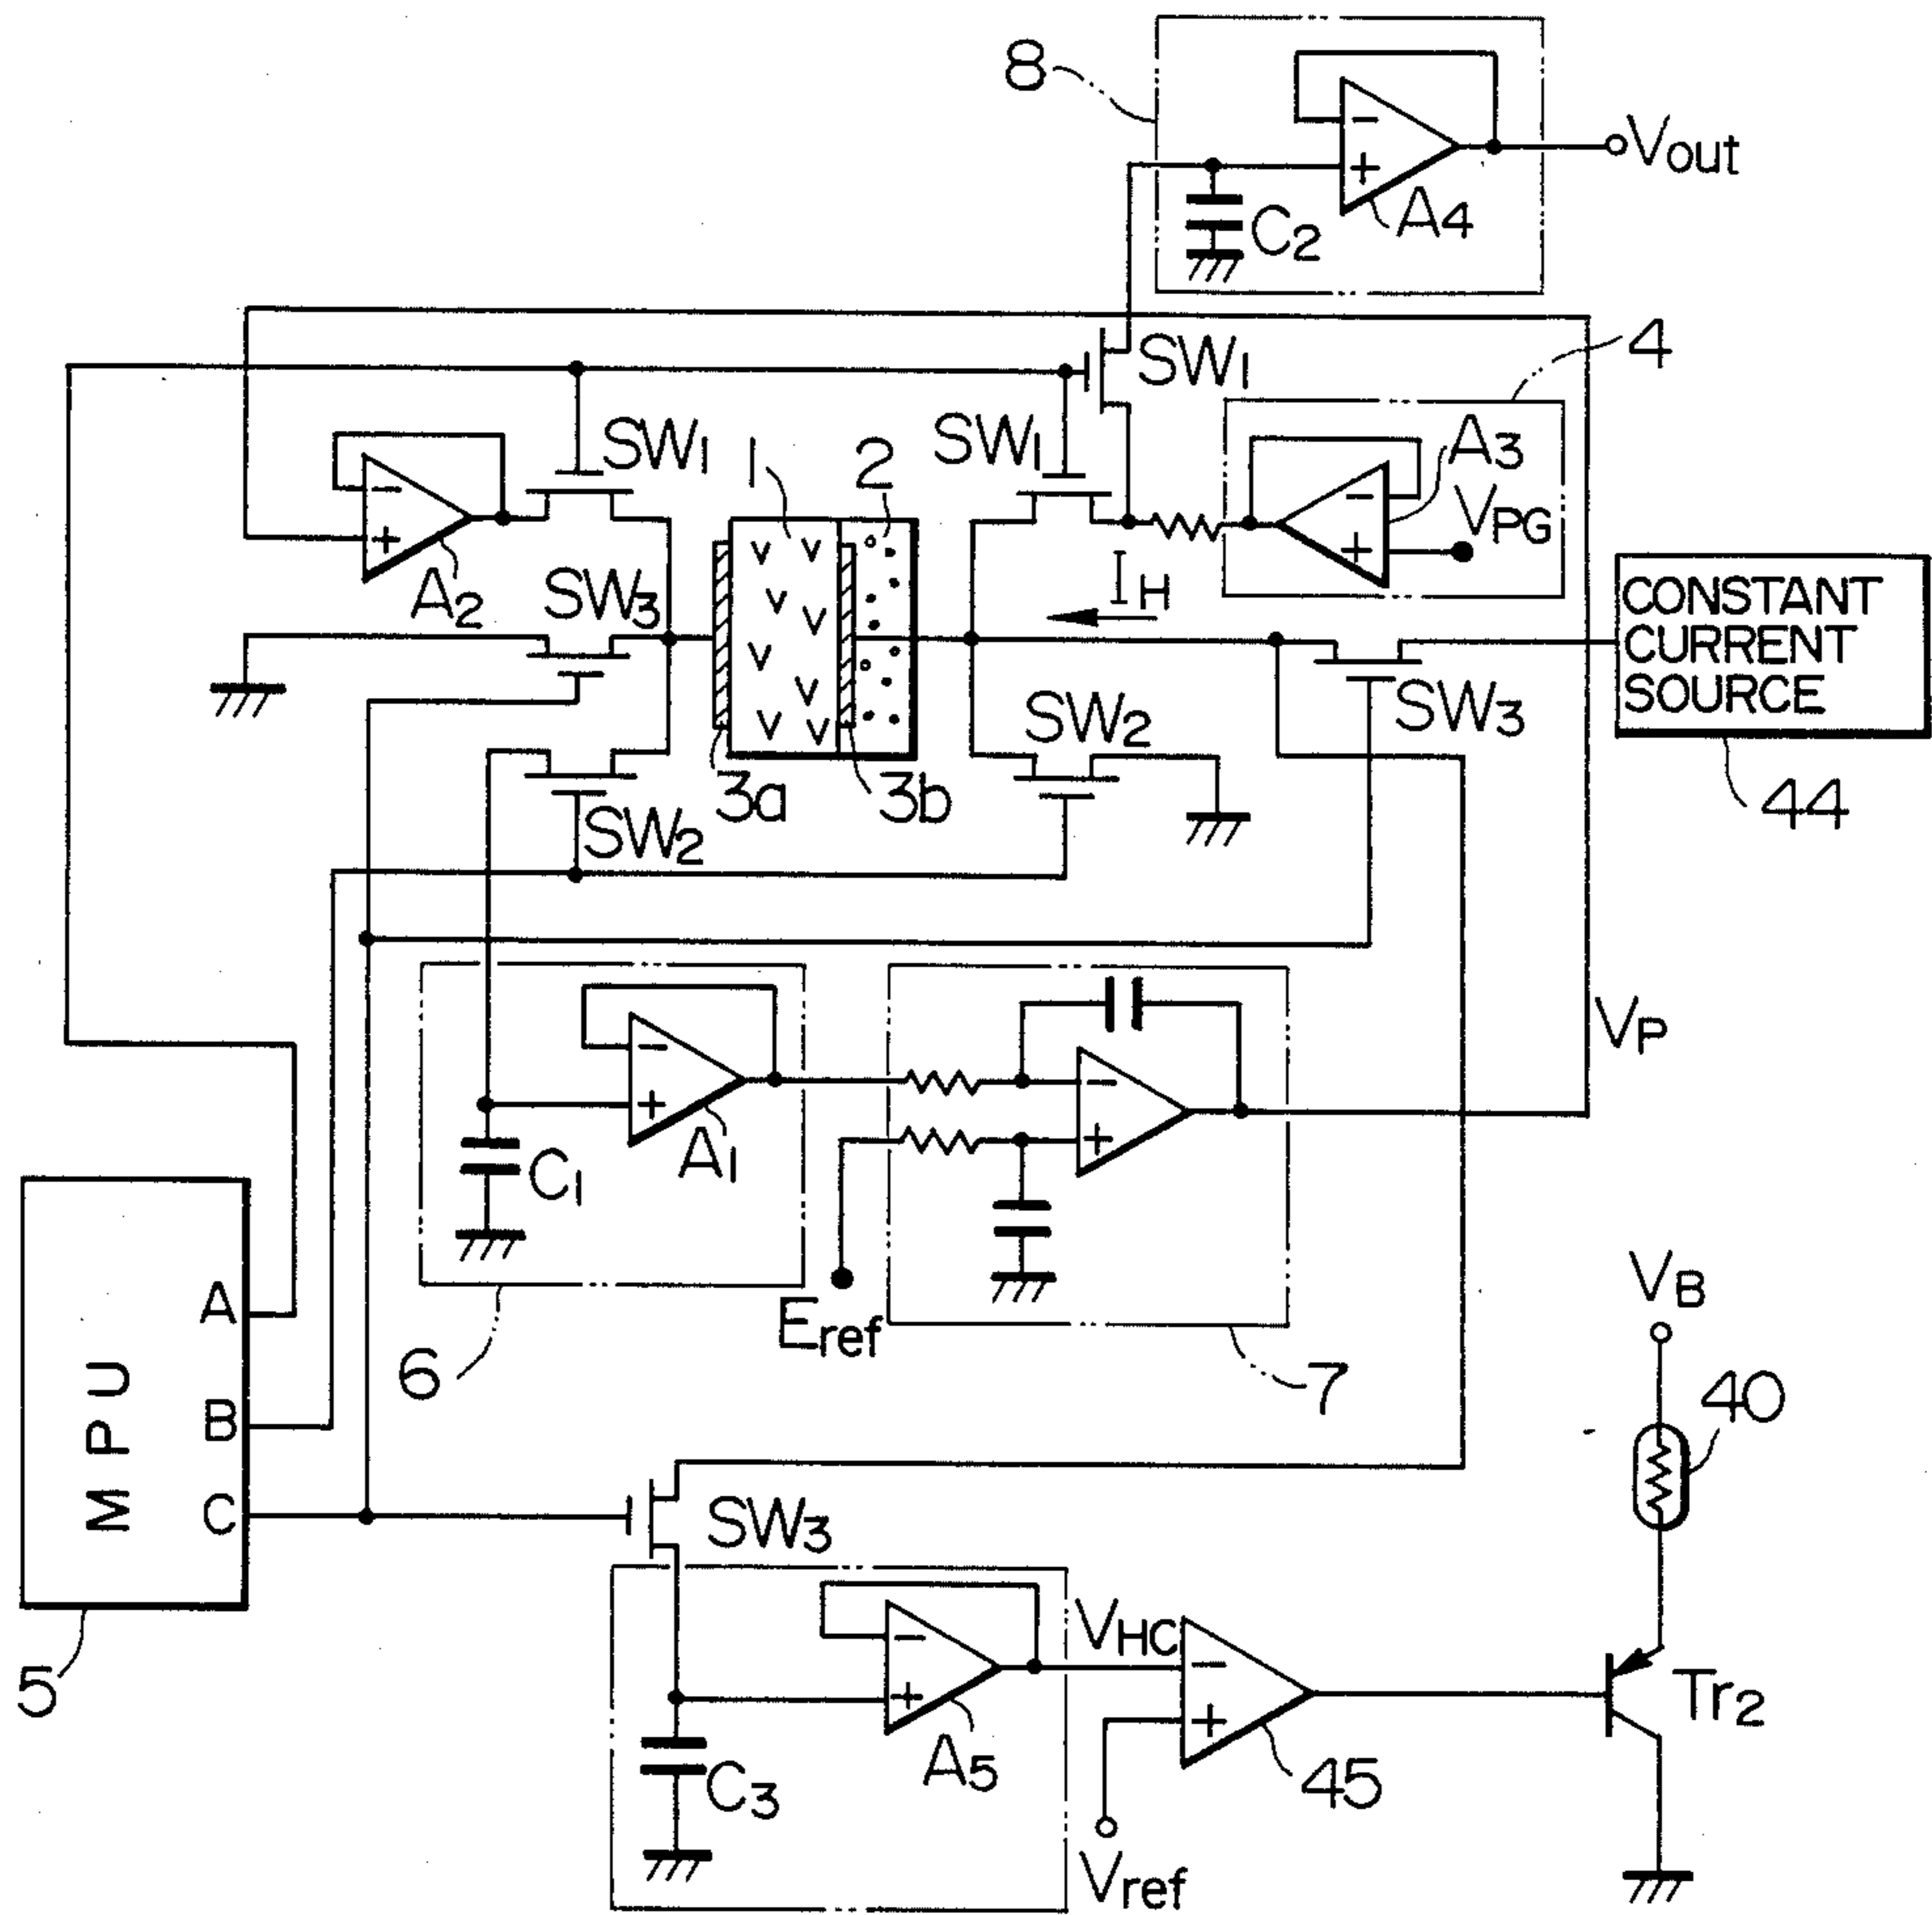 8
Vout
A4
C2
SW1
4
SW1
SW1
A3
1
2
VPG
A2
SW3
IH
CONSTANT
CURRENT
SOURCE
SW2
SW3
3a
3b
44
SW2
VP
A1
C1
Eref
A
B
C
MPU
6
7
VB
40
SW3
5
VHC
Tr2
A5
C3
45
Vref
V V
V
V
V
V
V V
− +
− +
− +
− +
− +
− +
− +